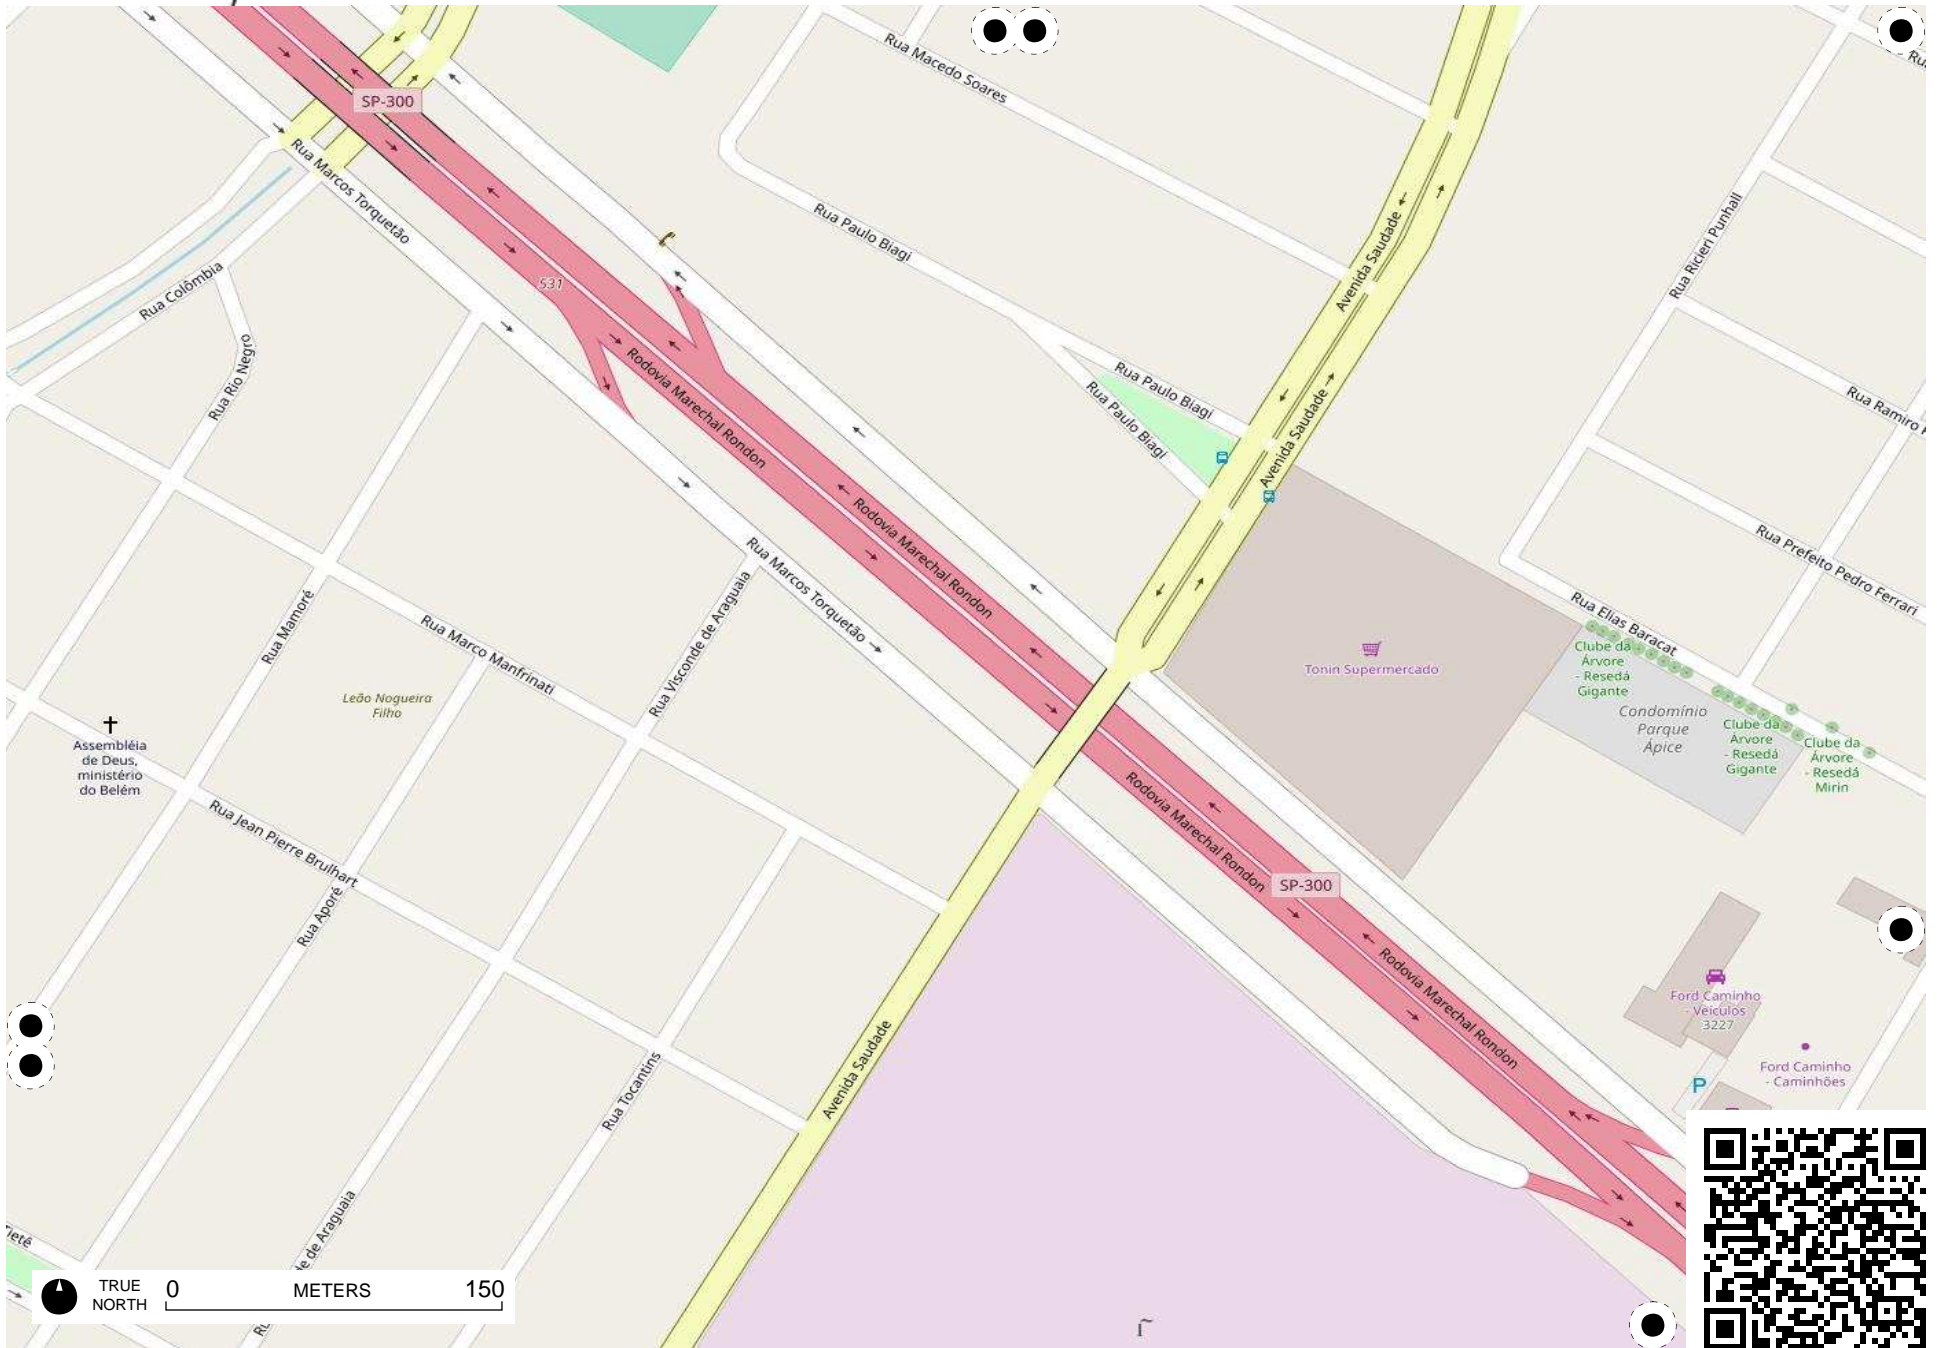 Rua Macedo Soares
SP-300
Rua Marcos Torquetão
Rua Paulo Biagi
Avenida Saudade
Rua Ricieri Punhall
Rua Colômbia
531
Rua Rio Negro
Rodovia Marechal Rondon
Rua Paulo Biagi
Rua Paulo Biagi
Avenida Saudade
Rua Ramiro
Rodovia Marechal Rondon
Rua Marcos Torquetão
Rua Prefeito Pedro Ferrari
Rua Elias Baracat
Rua Mamoré
Rua Marco Manfrinati
Rua Visconde de Araguaia
Tonin Supermercado
Clube da
Árvore
- Resedá
Gigante
Leão Nogueira
Filho
Condomínio
Parque
Ápice
Clube da
Árvore
- Resedá
Gigante
Clube da
Árvore
- Resedá
Mirin
Assembléia
de Deus,
ministério
do Belém
Rua Jean Pierre Brulhart
Rodovia Marechal Rondon
SP-300
Rua Aporé
Rodovia Marechal Rondon
Ford Caminho
- Veículos
3227
Avenida Saudade
Rua Tocantins
Ford Caminho
- Caminhões
P
Tietê
de de Araguaia
TRUE
NORTH
0 METERS 150